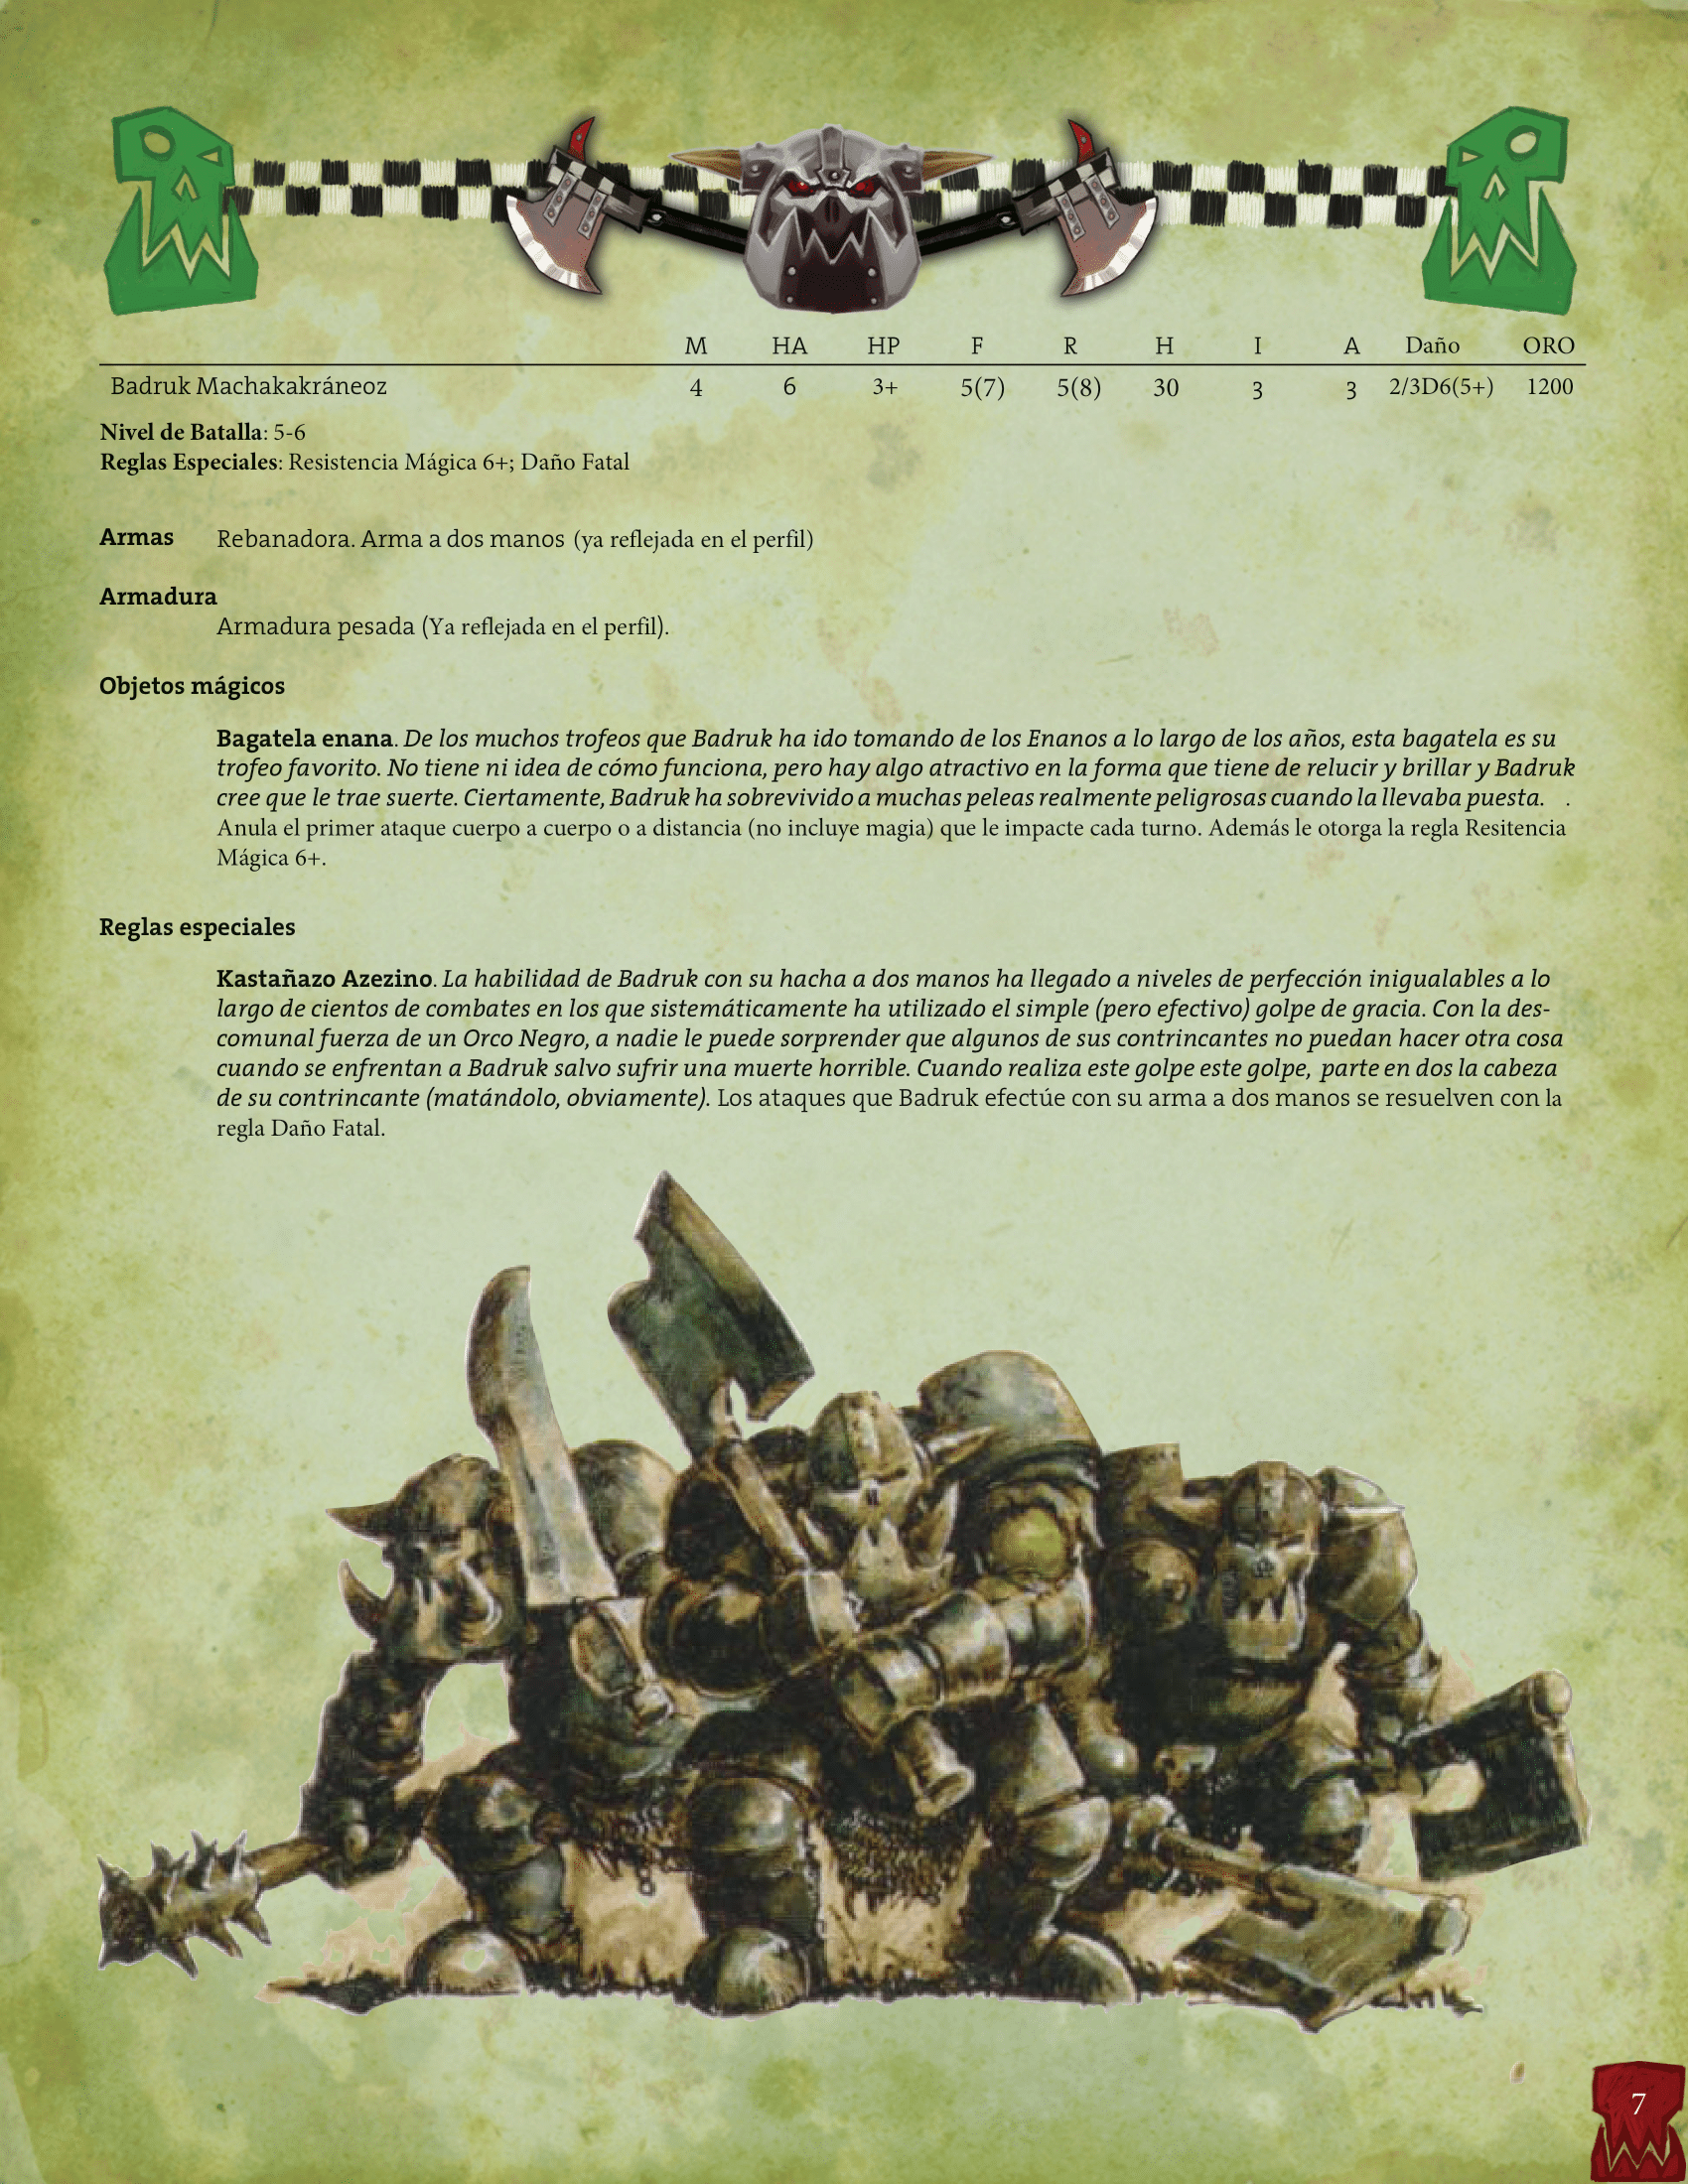 M HA HP F R H I A Daño ORO
Badruk Machakakráneoz 4 6 3+ 5(7) 5(8) 30 3 3 2/3D6(5+) 1200
Nivel de Batalla: 5-6
Reglas Especiales: Resistencia Mágica 6+; Daño Fatal
Armas Rebanadora. Arma a dos manos (ya reflejada en el perfil)
Armadura
Armadura pesada (Ya reflejada en el perfil).
Objetos mágicos
Bagatela enana. De los muchos trofeos que Badruk ha ido tomando de los Enanos a lo largo de los años, esta bagatela es su
trofeo favorito. No tiene ni idea de cómo funciona, pero hay algo atractivo en la forma que tiene de relucir y brillar y Badruk
cree que le trae suerte. Ciertamente, Badruk ha sobrevivido a muchas peleas realmente peligrosas cuando la llevaba puesta. .
Anula el primer ataque cuerpo a cuerpo o a distancia (no incluye magia) que le impacte cada turno. Además le otorga la regla Resitencia
Mágica 6+.
Reglas especiales
Kastañazo Azezino. La habilidad de Badruk con su hacha a dos manos ha llegado a niveles de perfección inigualables a lo
largo de cientos de combates en los que sistemáticamente ha utilizado el simple (pero efectivo) golpe de gracia. Con la des-
comunal fuerza de un Orco Negro, a nadie le puede sorprender que algunos de sus contrincantes no puedan hacer otra cosa
cuando se enfrentan a Badruk salvo sufrir una muerte horrible. Cuando realiza este golpe este golpe, parte en dos la cabeza
de su contrincante (matándolo, obviamente). Los ataques que Badruk efectúe con su arma a dos manos se resuelven con la
regla Daño Fatal.
7